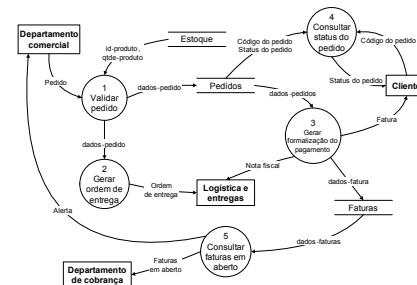 Departamento
comercial
Pedido
id-produto,
qtde-produto
Estoque
Código do pedido
Status do pedido
4
Consultar
status do
pedido
Código do pedido
Status do pedido
Cliente
1
Validar
pedido
dados-pedido
Pedidos
dados-pedidos
3
Gerar
formalização do
pagamento
Fatura
dados-pedido
2
Gerar
ordem de
entrega
Ordem
de entrega
Nota fiscal
Logística e
entregas
dados-fatura
Faturas
Alerta
dados-faturas
5
Consultar
faturas em
aberto
Faturas
em aberto
Departamento
de cobrança